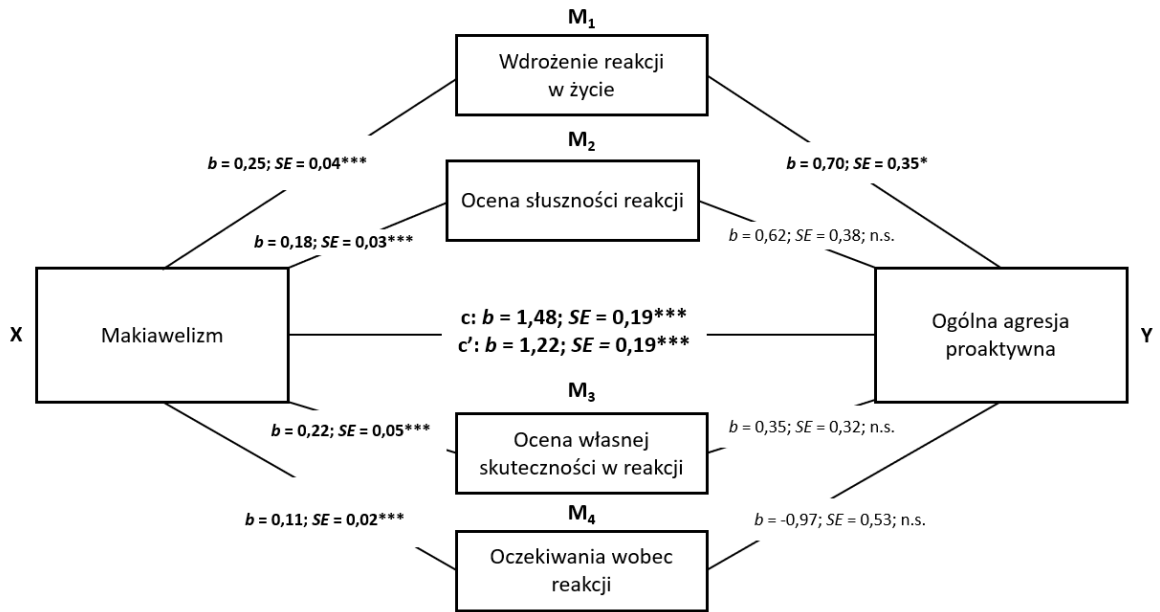 M1
Wdrożenie reakcji
w życie
b = 0,25; SE = 0,04***
b = 0,70; SE = 0,35*
M2
Ocena słuszności reakcji
b = 0,18; SE = 0,03***
b = 0,62; SE = 0,38; n.s.
X
Makiawelizm
c: b = 1,48; SE = 0,19***
c’: b = 1,22; SE = 0,19***
Ogólna agresja
proaktywna
Y
M3
Ocena własnej
skuteczności w reakcji
b = 0,22; SE = 0,05***
b = 0,35; SE = 0,32; n.s.
M4
Oczekiwania wobec
reakcji
b = 0,11; SE = 0,02***
b = -0,97; SE = 0,53; n.s.